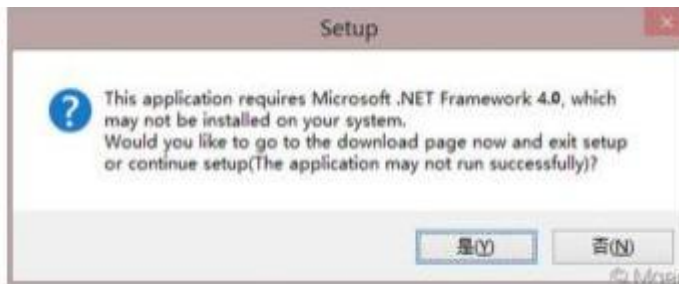 Setup
This application requires Microsoft .NET Framework 4.0, which
may not be installed on your system.
Would you like to go to the download page now and exit setup
or continue setup(The application may not run successfully)?
是(Y)
否(N)